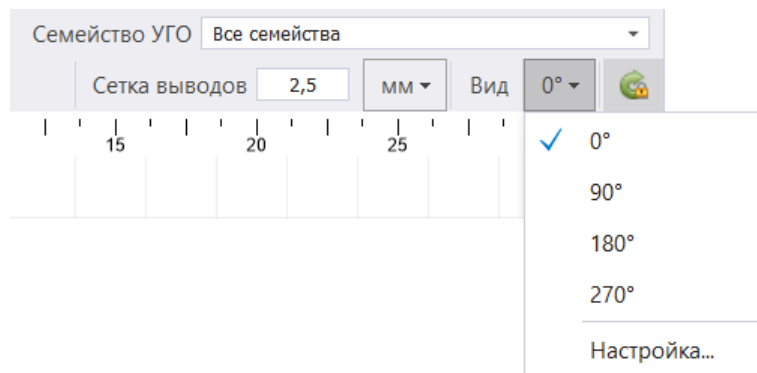 Семейство УГО Все семейства
Сетка выводов 2,5 мм Вид 0°
15 20 25
0°
90°
180°
270°
Настройка...